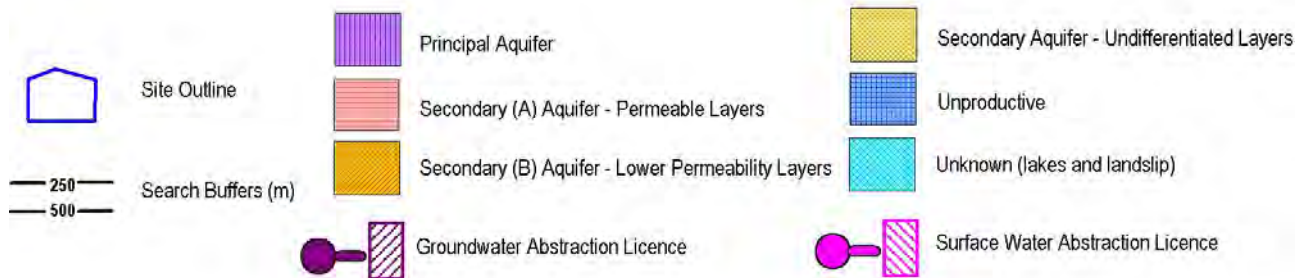 Site Outline
250
500
Search Buffers (m)
Principal Aquifer
Secondary (A) Aquifer - Permeable Layers
Secondary (B) Aquifer - Lower Permeability Layers
Groundwater Abstraction Licence
Secondary Aquifer - Undifferentiated Layers
Unproductive
Unknown (lakes and landslip)
Surface Water Abstraction Licence